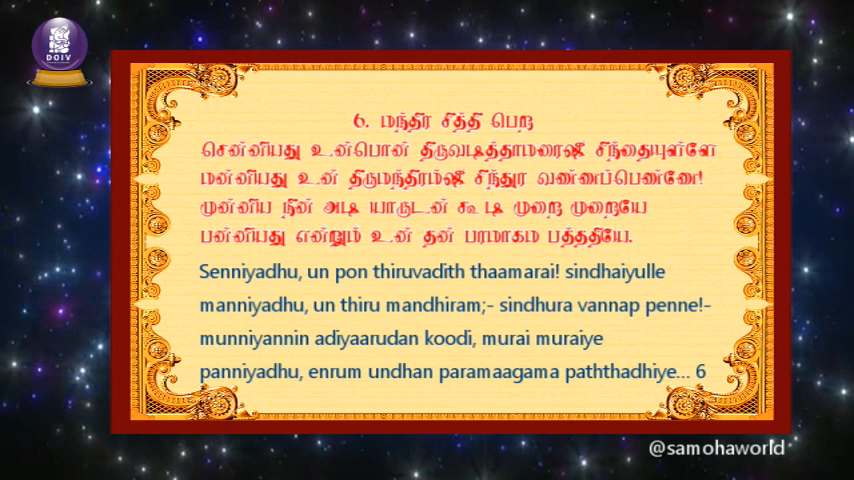 DOIV
6. மந்திர சித்தி பெற
சென்னியது உன்பொன் திருவடித்தாமரைஷீ சிந்தையுள்ளே
மன்னியது உன் திருமந்திரம்ஷீ சிந்துர வண்ணப்பெண்ணே!
முன்னிய நின் அடி யாருடன் கூ டி முறை முறையே
பன்னியது என்றும் உன் தன் பரமாகம பத்ததியே.
Senniyadhu, un pon thiruvadith thaamarai! sindhaiyulle
manniyadhu, un thiru mandhiram;- sindhura vannap penne!-
munniyannin adiyaarudan koodi, murai muraiye
panniyadhu, enrum undhan paramaagama paththadhiye... 6
@samohaworld